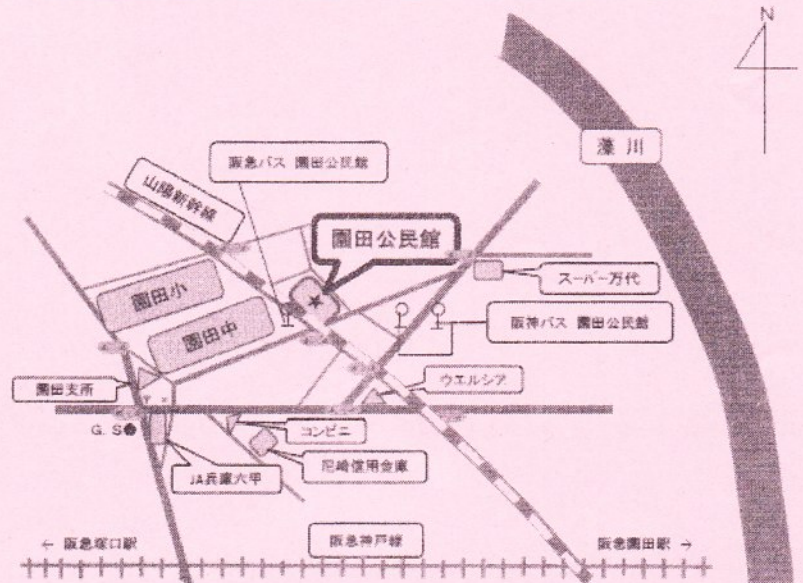 N
藻川
阪急バス 園田公民館
山陽新幹線
園田公民館
スーパー万代
園田小
園田中
阪神バス 園田公民館
園田支所
ウエルシア
G.S
コンビニ
尼崎信用金庫
JA兵庫六甲
← 阪急塚口駅
阪急神戸線
阪急園田駅 →